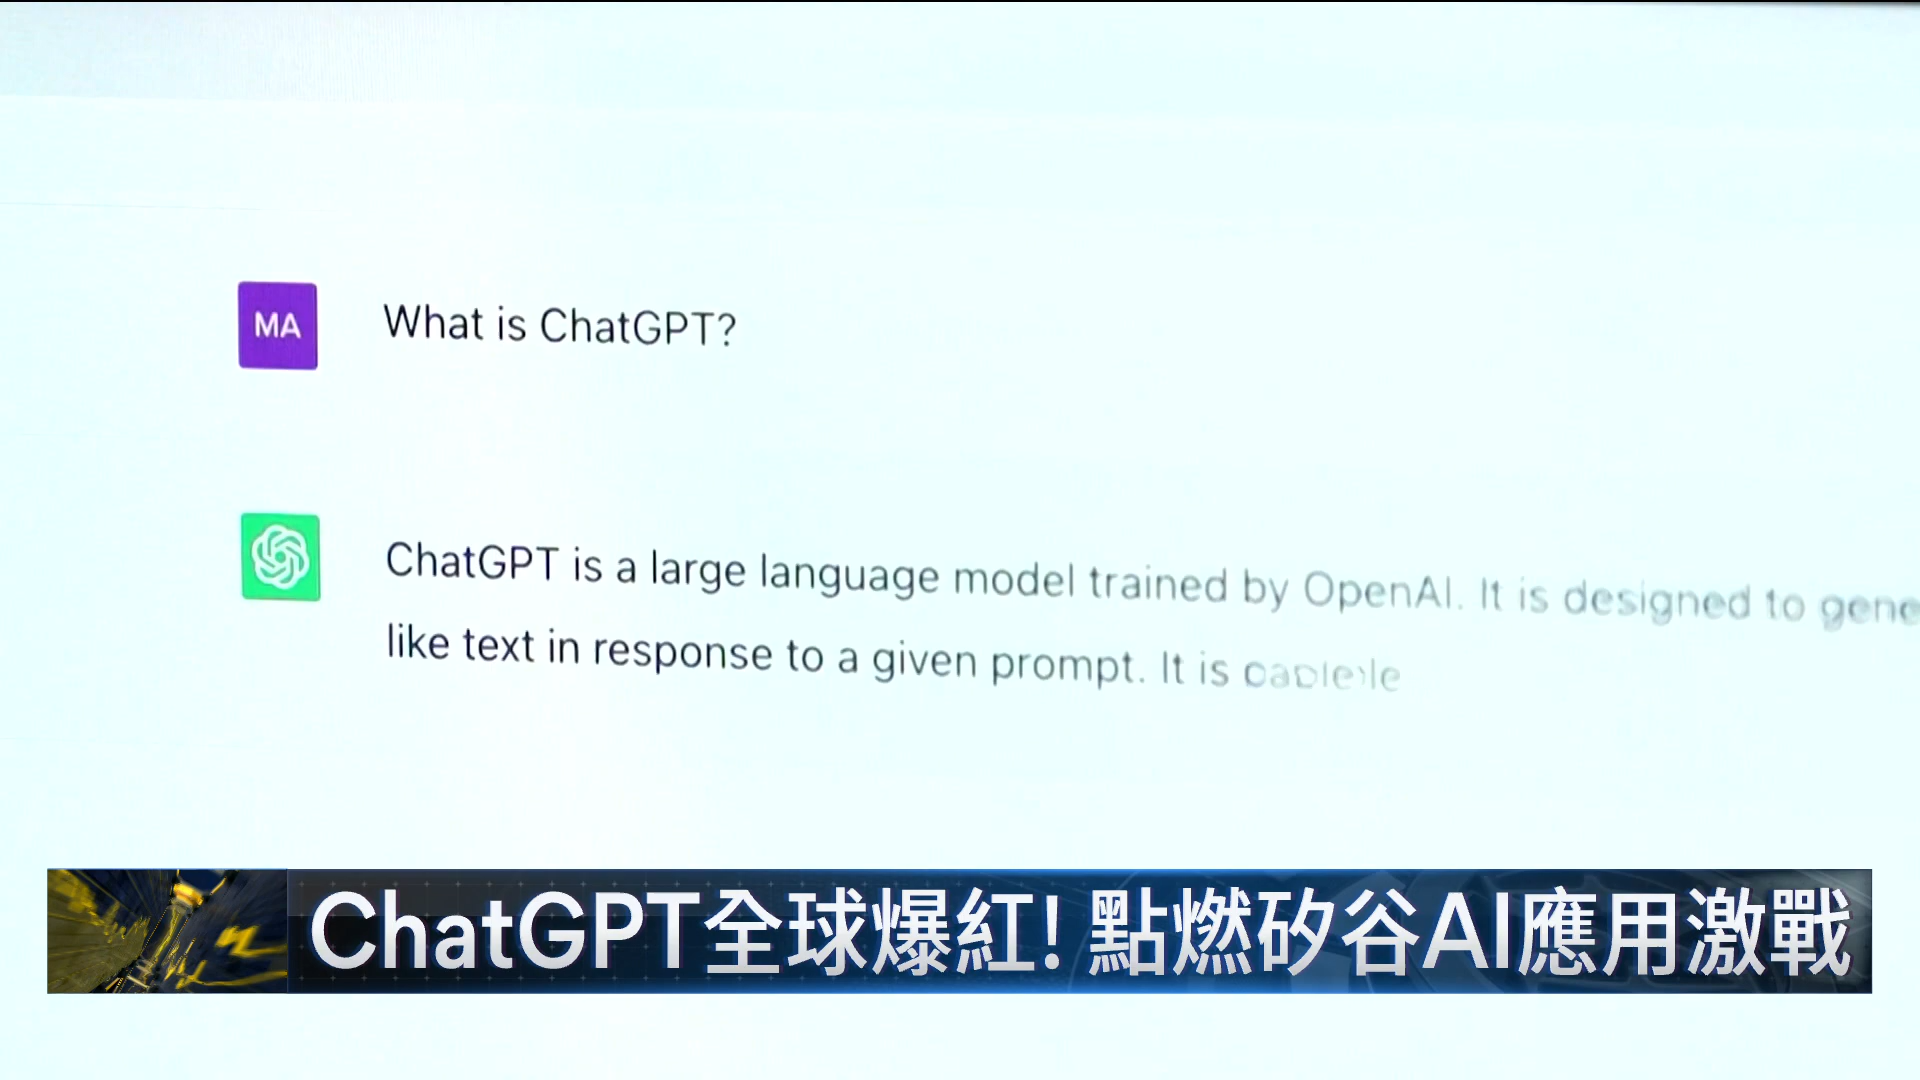 MA
What is ChatGPT?
ChatGPT is a large language model trained by OpenAI. It is designed to
like text in response to a given prompt. It is
ChatGPT全球爆紅! 點燃矽谷AI應用激戰